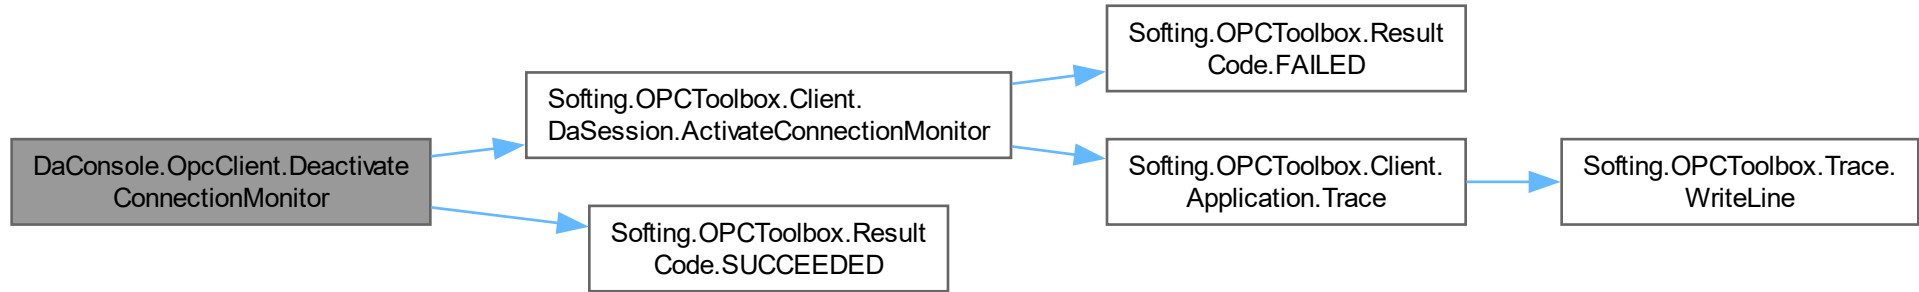 DaConsole.OpcClient.Deactivate
ConnectionMonitor
Softing.OPCToolbox.Client.
DaSession.ActivateConnectionMonitor
Softing.OPCToolbox.Result
Code.FAILED
Softing.OPCToolbox.Client.
Application.Trace
Softing.OPCToolbox.Trace.
WriteLine
Softing.OPCToolbox.Result
Code.SUCCEEDED